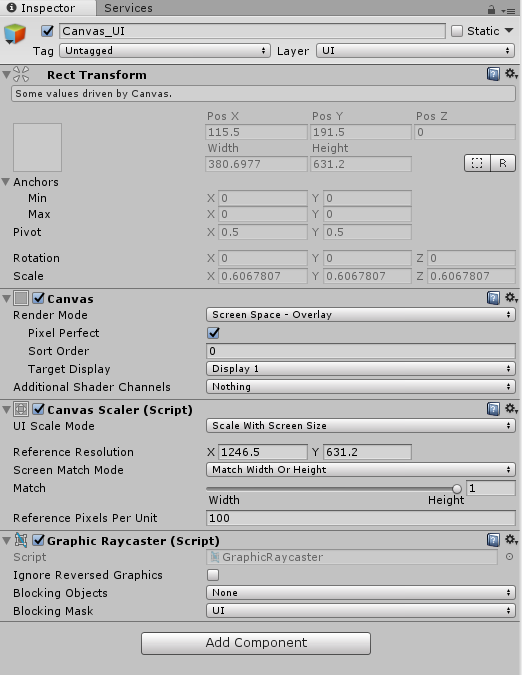 Inspector Services
Canvas_UI Static
Tag Untagged Layer UI
Rect Transform
Some values driven by Canvas.
Pos X Pos Y Pos Z
115.5 191.5 0
Width Height
380.6977 631.2
R
Anchors
Min X 0 Y 0
Max X 0 Y 0
Pivot X 0.5 Y 0.5
Rotation X 0 Y 0 Z 0
Scale X 0.6067807 Y 0.6067807 Z 0.6067807
Canvas
Render Mode Screen Space - Overlay
Pixel Perfect
Sort Order 0
Target Display Display 1
Additional Shader Channels Nothing
Canvas Scaler (Script)
UI Scale Mode Scale With Screen Size
Reference Resolution X 1246.5 Y 631.2
Screen Match Mode Match Width Or Height
Match 1
Width Height
Reference Pixels Per Unit 100
Graphic Raycaster (Script)
Script GraphicRaycaster
Ignore Reversed Graphics
Blocking Objects None
Blocking Mask UI
Add Component